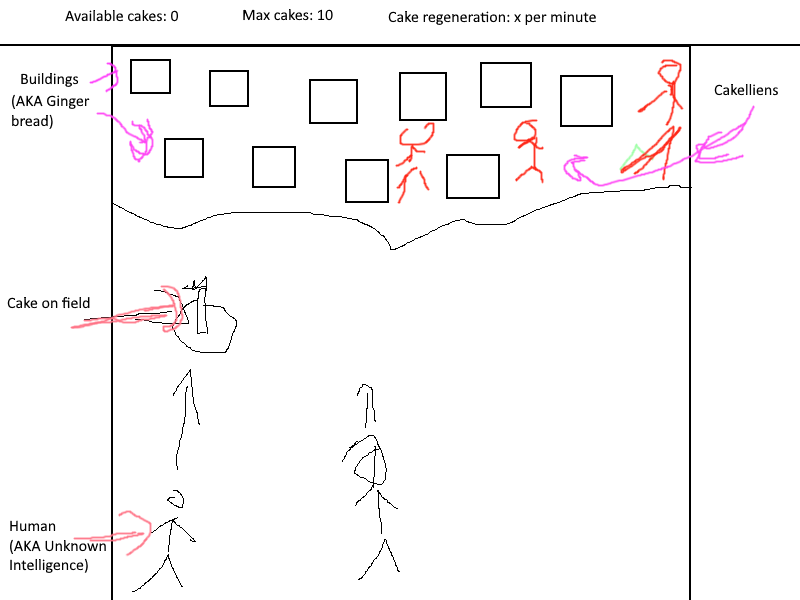 Available cakes: 0
Max cakes: 10
Cake regeneration: x per minute
Buildings
(AKA Ginger
bread)
Cakelliens
Cake on field
Human
(AKA Unknown
Intelligence)